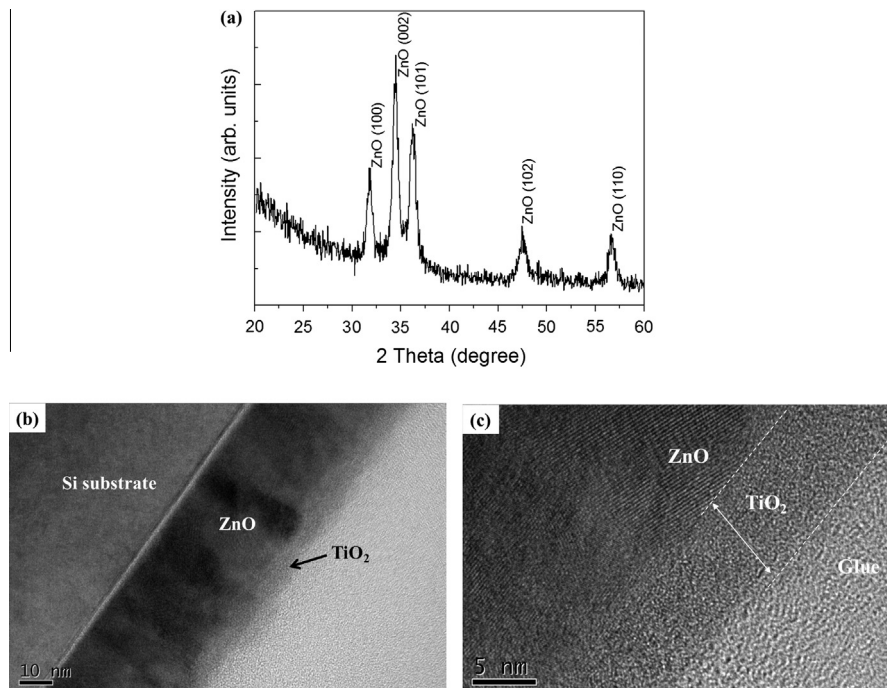 (a)
ZnO (100)
ZnO (002)
ZnO (101)
ZnO (102)
ZnO (110)
Intensity (arb. units)
20 25 30 35 40 45 50 55 60
2 Theta (degree)
(b)
Si substrate
ZnO
TiO₂
10 nm
(c)
ZnO
TiO₂
Glue
5 nm